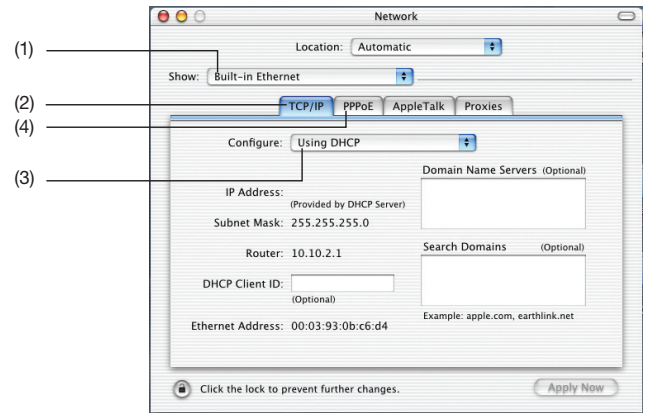 Network
Location: Automatic
(1)
Show: Built-in Ethernet
(2)
TCP/IP PPPoE AppleTalk Proxies
(4)
Configure: Using DHCP
(3)
Domain Name Servers (Optional)
IP Address:
(Provided by DHCP Server)
Subnet Mask: 255.255.255.0
Router: 10.10.2.1
Search Domains (Optional)
DHCP Client ID:
(Optional)
Example: apple.com, earthlink.net
Ethernet Address: 00:03:93:0b:c6:d4
Click the lock to prevent further changes.
Apply Now